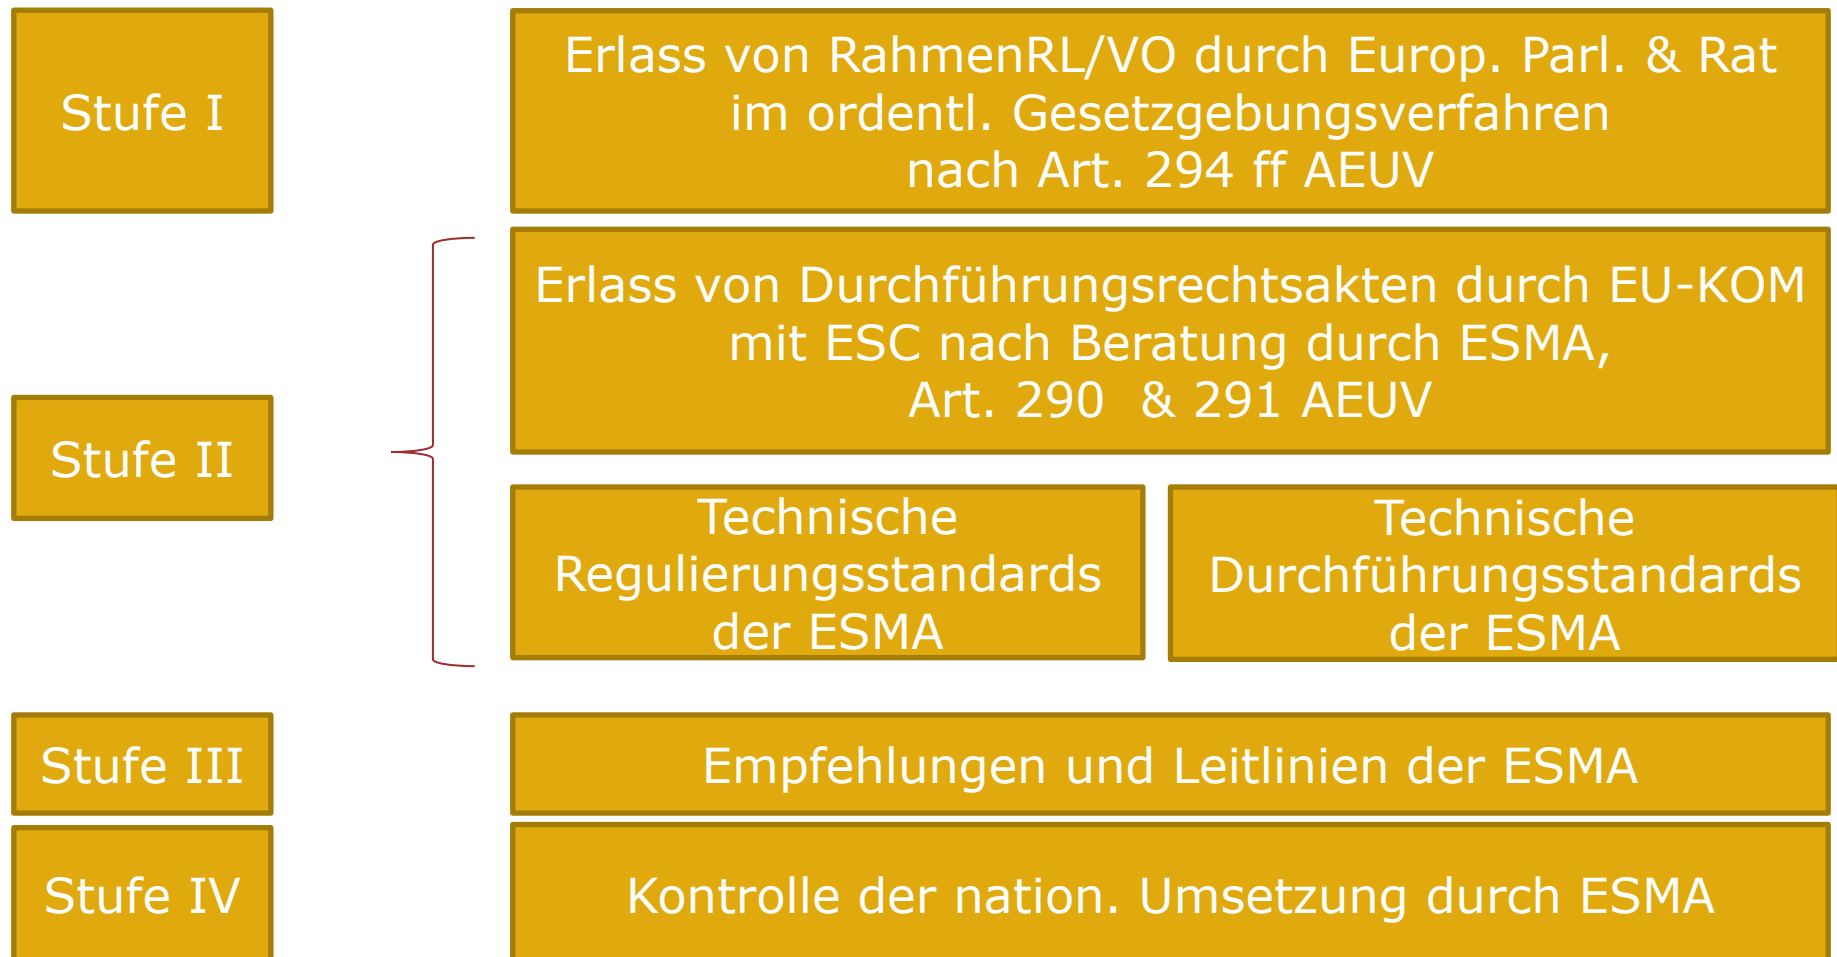 Stufe I
Erlass von RahmenRL/VO durch Europ. Parl. & Rat
im ordentl. Gesetzgebungsverfahren
nach Art. 294 ff AEUV
Stufe II
Erlass von Durchführungsrechtsakten durch EU-KOM
mit ESC nach Beratung durch ESMA,
Art. 290 & 291 AEUV
Technische
Regulierungsstandards
der ESMA
Technische
Durchführungsstandards
der ESMA
Stufe III
Empfehlungen und Leitlinien der ESMA
Stufe IV
Kontrolle der nation. Umsetzung durch ESMA